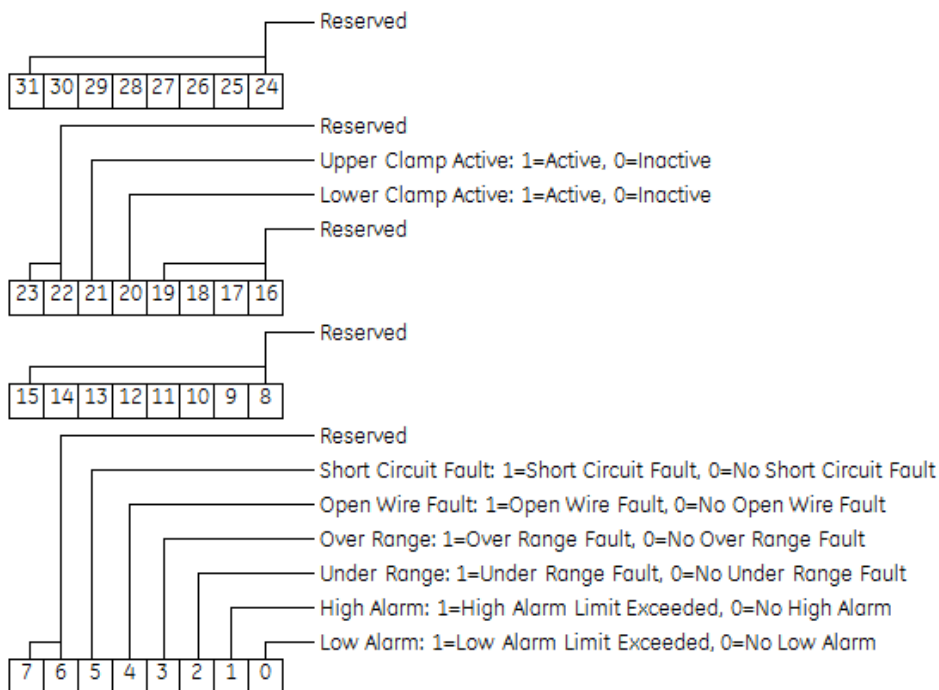 Reserved
31 30 29 28 27 26 25 24
Reserved
Upper Clamp Active: 1=Active, 0=Inactive
Lower Clamp Active: 1=Active, 0=Inactive
Reserved
23 22 21 20 19 18 17 16
Reserved
15 14 13 12 11 10 9 8
Reserved
Short Circuit Fault: 1=Short Circuit Fault, 0=No Short Circuit Fault
Open Wire Fault: 1=Open Wire Fault, 0=No Open Wire Fault
Over Range: 1=Over Range Fault, 0=No Over Range Fault
Under Range: 1=Under Range Fault, 0=No Under Range Fault
High Alarm: 1=High Alarm Limit Exceeded, 0=No High Alarm
Low Alarm: 1=Low Alarm Limit Exceeded, 0=No Low Alarm
7 6 5 4 3 2 1 0